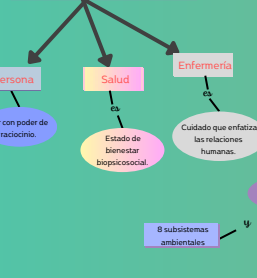 Enfermería
ersona
Salud
es
es
con poder de
raciocinio.
Cuidado que enfatiza
las relaciones
humanas.
Estado de
bienestar
biopsicosocial.
y
8 subsistemas
ambientales